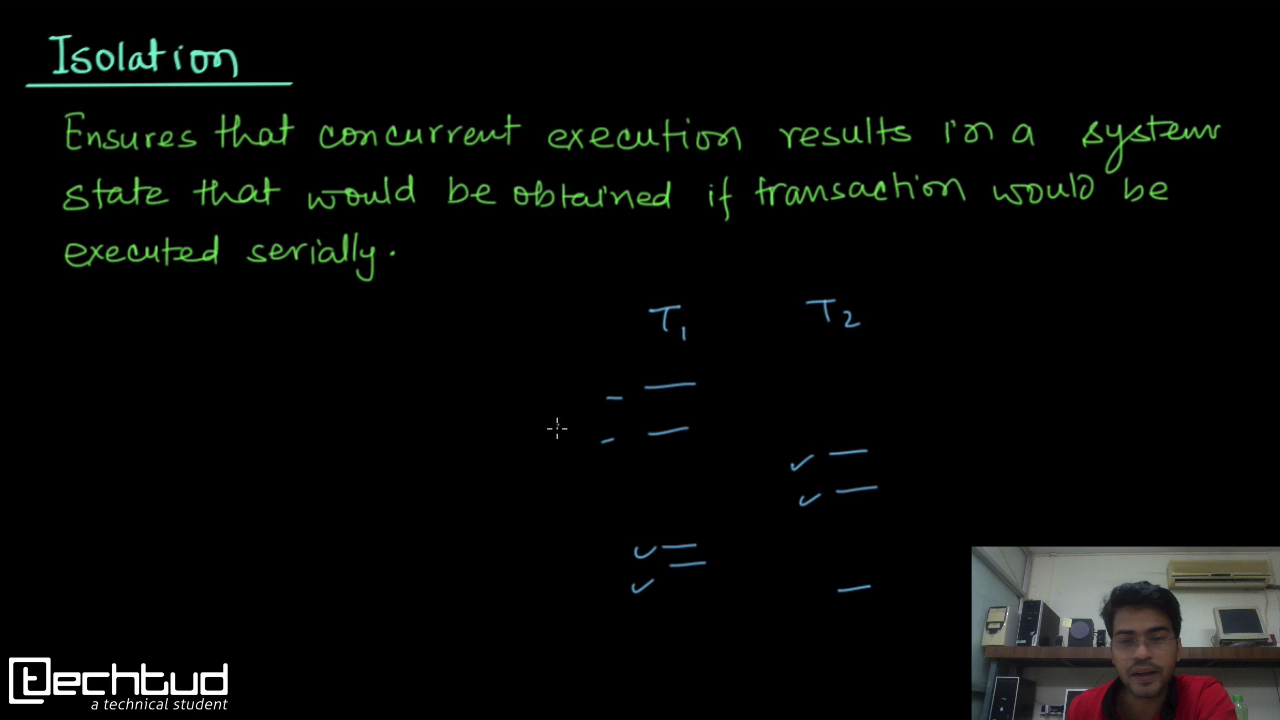 Isolation
Ensures that concurrent execution results in a system
state that would be obtained if transaction would be
executed serially.
T1 T2
techtud
a technical student